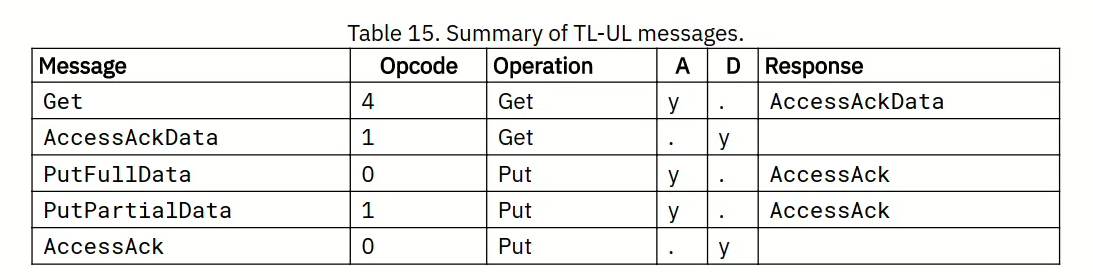 Table 15. Summary of TL-UL messages.
Message Opcode Operation A D Response
Get 4 Get y . AccessAckData
AccessAckData 1 Get . y
PutFullData 0 Put y . AccessAck
PutPartialData 1 Put y . AccessAck
AccessAck 0 Put . y